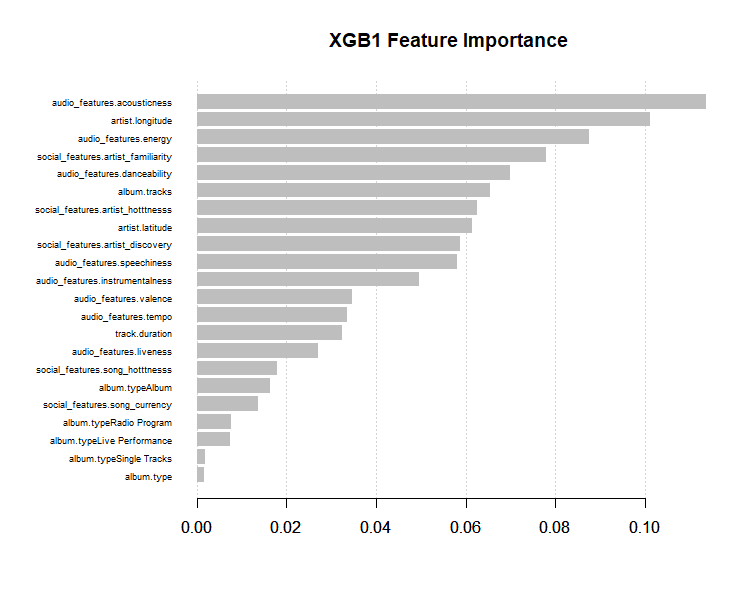 XGB1 Feature Importance
audio_features.acousticness
artist.longitude
audio_features.energy
social_features.artist_familiarity
audio_features.danceability
album.tracks
social_features.artist_hotttnesss
artist.latitude
social_features.artist_discovery
audio_features.speechiness
audio_features.instrumentalness
audio_features.valence
audio_features.tempo
track.duration
audio_features.liveness
social_features.song_hotttnesss
album.typeAlbum
social_features.song_currency
album.typeRadio Program
album.typeLive Performance
album.typeSingle Tracks
album.type
0.00 0.02 0.04 0.06 0.08 0.10